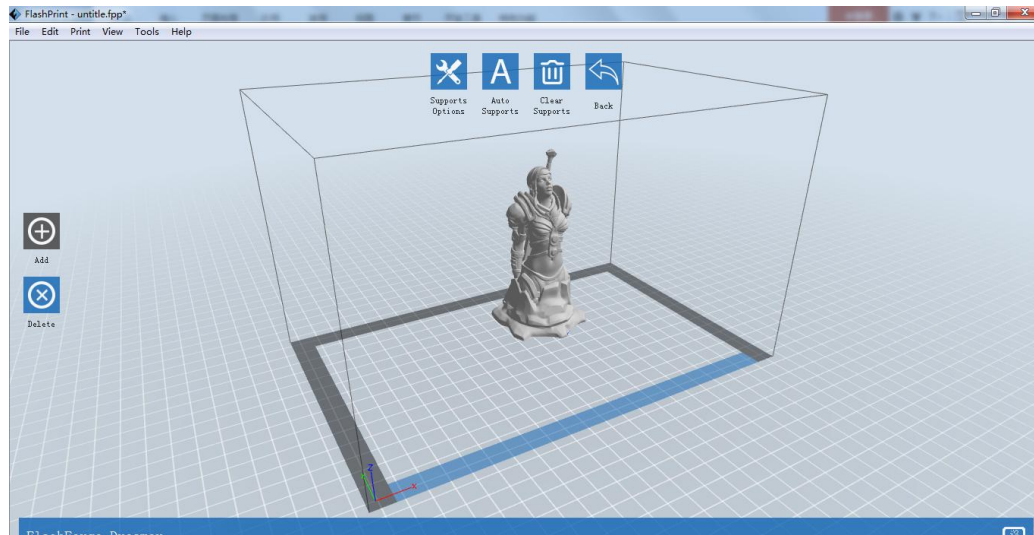 FlashPrint - untitle.fpp*
File Edit Print View Tools Help
A
Supports
Options
Auto
Supports
Clear
Supports
Back
Add
Delete
Z
x